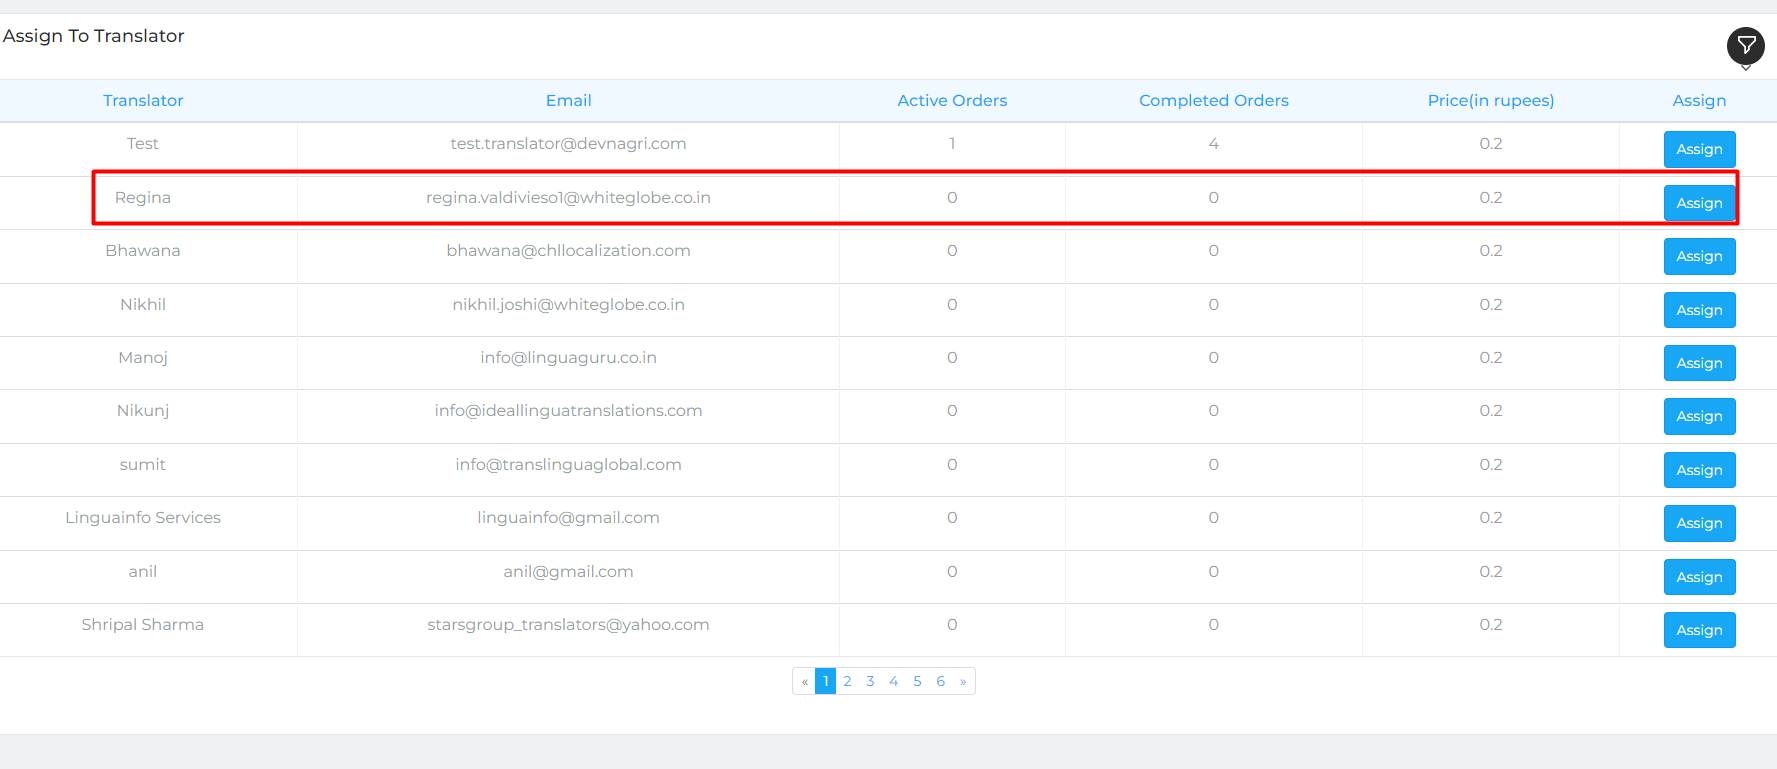 Assign To Translator
Translator Email Active Orders Completed Orders Price(in rupees) Assign
Test test.translator@devnagri.com 1 4 0.2 Assign
Regina regina.valdivieso1@whiteglobe.co.in 0 0 0.2 Assign
Bhawana bhawana@chllocalization.com 0 0 0.2 Assign
Nikhil nikhil.joshi@whiteglobe.co.in 0 0 0.2 Assign
Manoj info@linguaguru.co.in 0 0 0.2 Assign
Nikunj info@ideallinguatranslations.com 0 0 0.2 Assign
sumit info@translinguaglobal.com 0 0 0.2 Assign
Linguainfo Services linguainfo@gmail.com 0 0 0.2 Assign
anil anil@gmail.com 0 0 0.2 Assign
Shripal Sharma starsgroup_translators@yahoo.com 0 0 0.2 Assign
« 1 2 3 4 5 6 »